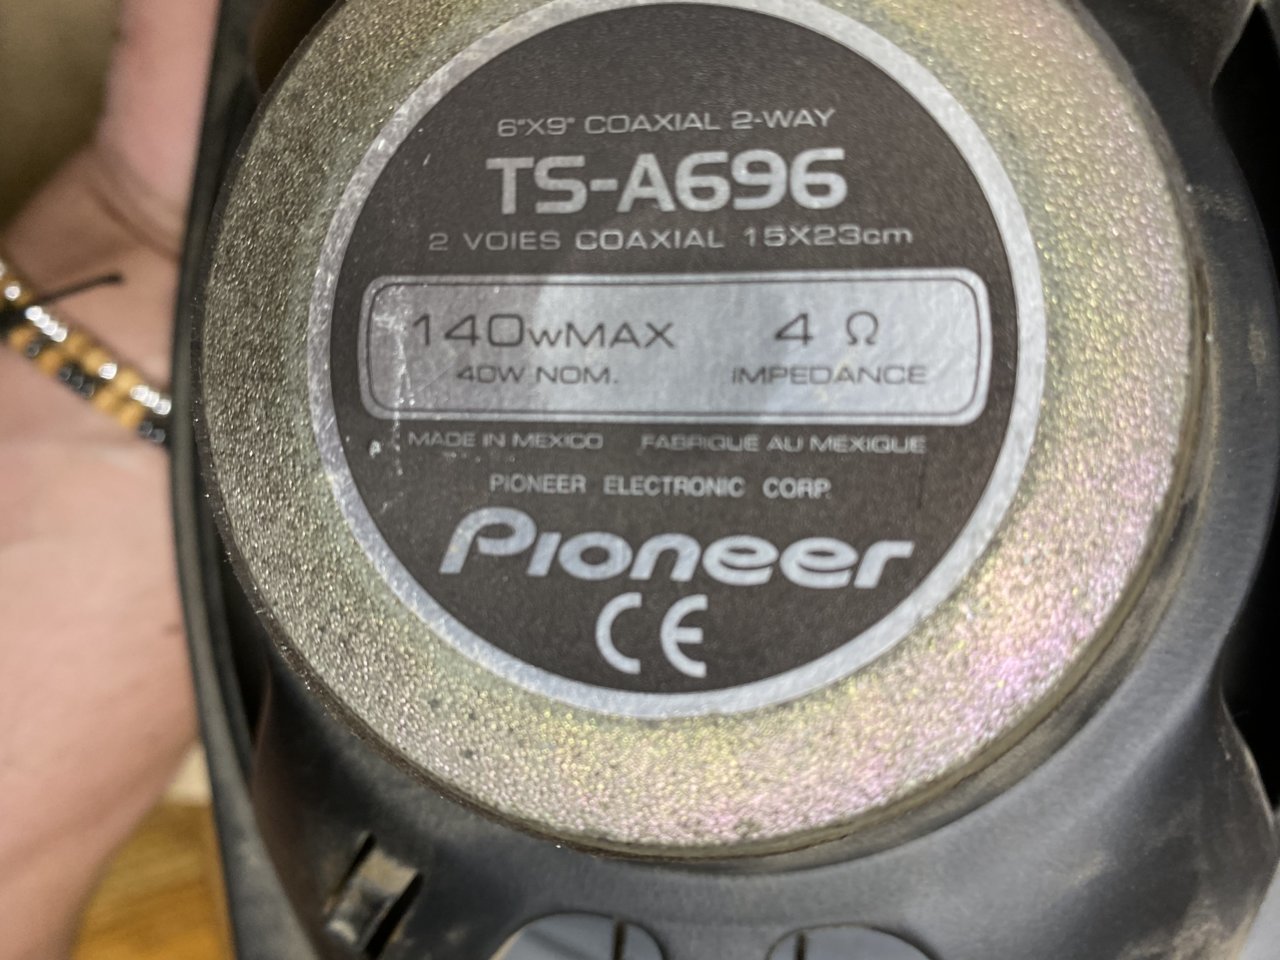 6"X9" COAXIAL 2-WAY
TS-A696
2 VOIES COAXIAL 15X23cm
140WMAX 4 Ω
40W NOM. IMPEDANCE
MADE IN MEXICO FABRIQUE AU MEXIQUE
PIONEER ELECTRONIC CORP.
Pioneer
CE